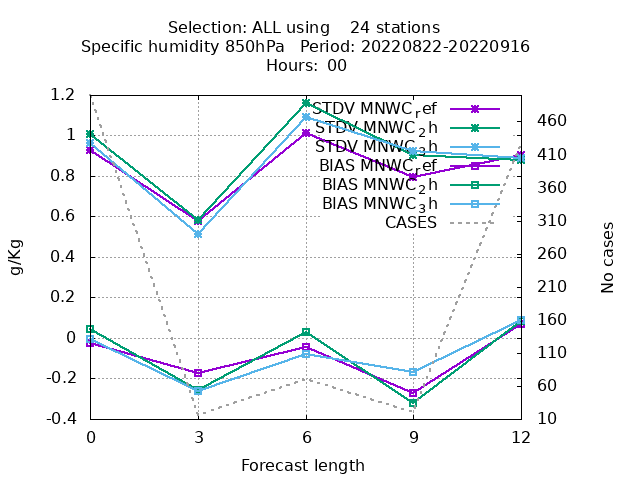 Selection: ALL using    24 stations
Specific humidity 850hPa   Period: 20220822-20220916
Hours: 00
STDV MNWC_ref
STDV MNWC_2h
STDV MNWC_3h
BIAS MNWC_ref
BIAS MNWC_2h
BIAS MNWC_3h
CASES
1.2
1
0.8
0.6
0.4
0.2
0
-0.2
-0.4
g/Kg
460
410
360
310
260
210
160
110
60
10
No cases
0 3 6 9 12
Forecast length